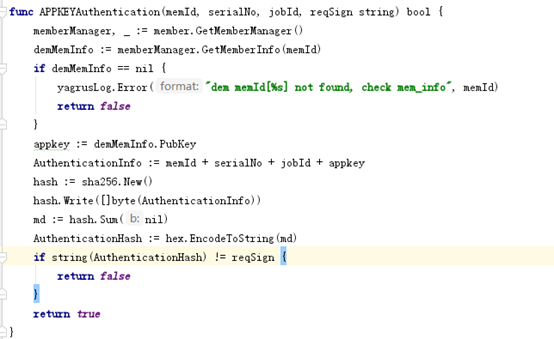 func APPKEYAuthentication(memId, serialNo, jobId, reqSign string) bool {
    memberManager, _ := member.GetMemberManager()
    demMemInfo := memberManager.GetMemberInfo(memId)
    if demMemInfo == nil {
        yagrusLog.Error( format: "dem memId[%s] not found, check mem_info", memId)
        return false
    }
    appkey := demMemInfo.PubKey
    AuthenticationInfo := memId + serialNo + jobId + appkey
    hash := sha256.New()
    hash.Write([]byte(AuthenticationInfo))
    md := hash.Sum( b: nil)
    AuthenticationHash := hex.EncodeToString(md)
    if string(AuthenticationHash) != reqSign {
        return false
    }
    return true
}